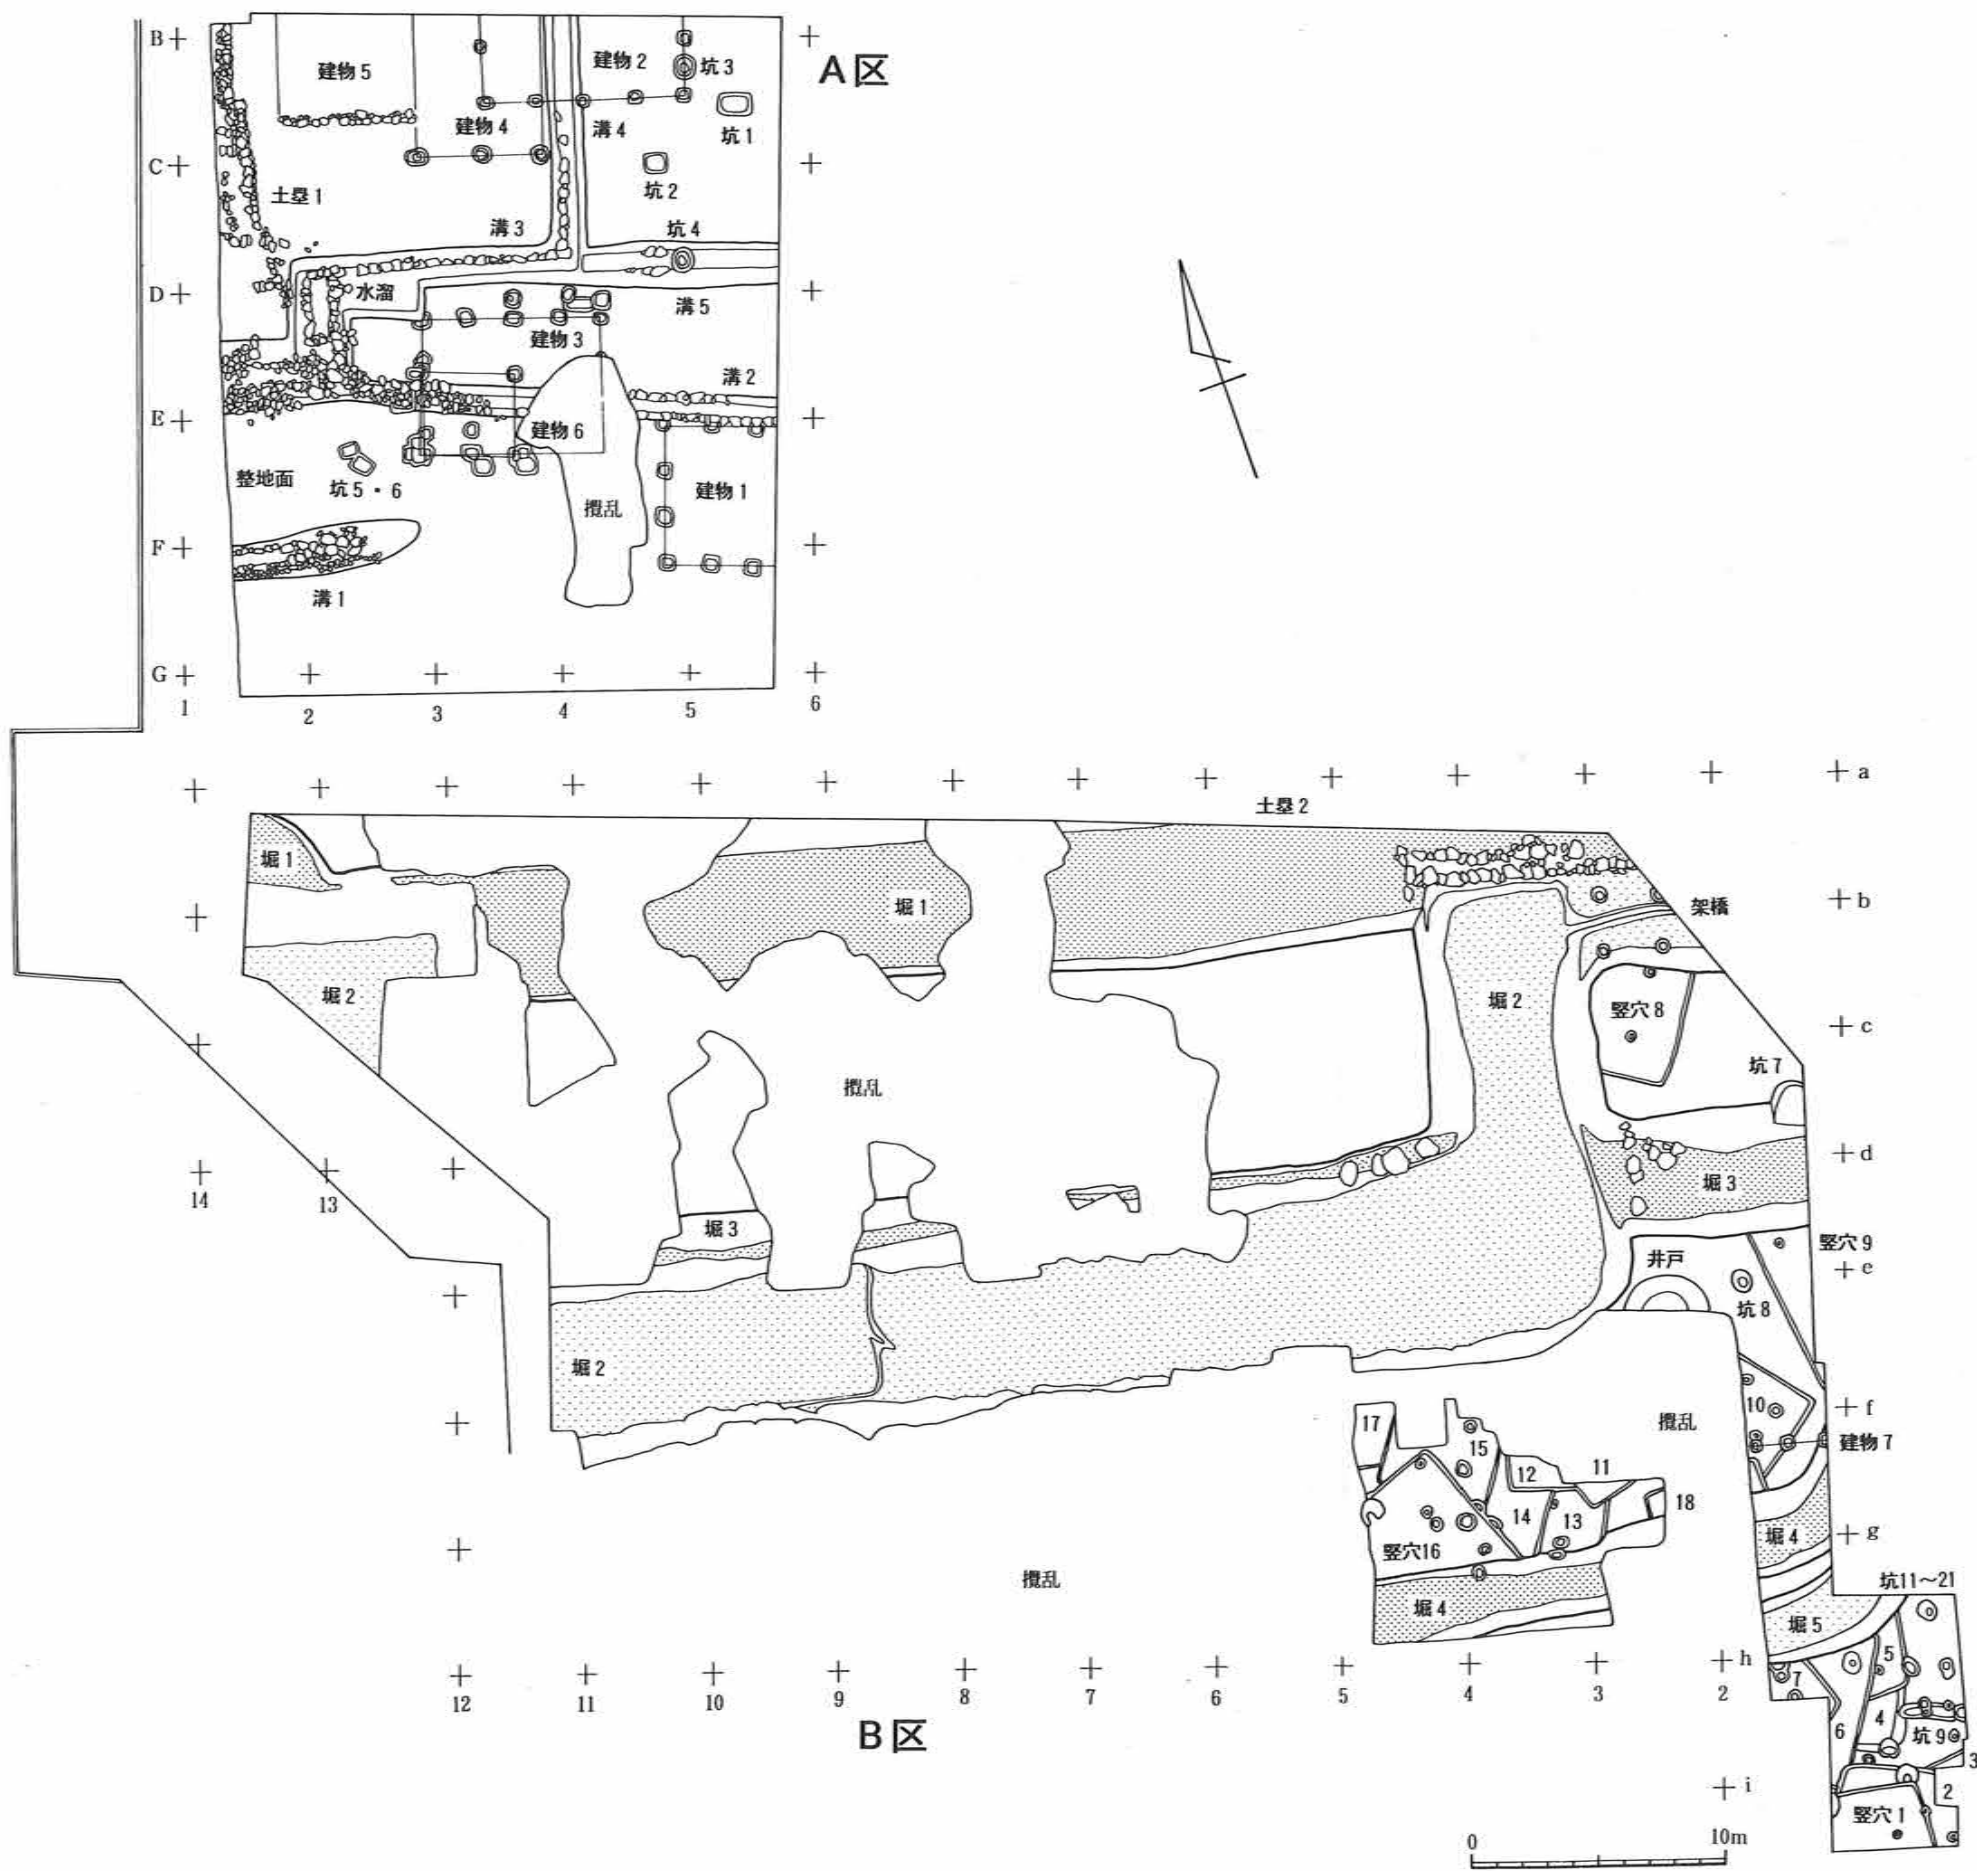 A区
B
建物5
建物2
坑3
建物4
溝4
坑1
C
坑2
土塁1
溝3
坑4
D
水溜
溝5
建物3
溝2
E
建物6
整地面
坑5・6
建物1
攪乱
F
溝1
G
1
2
3
4
5
6
a
土塁2
堀1
堀1
架橋
b
堀2
堀2
竪穴8
c
坑7
攪乱
d
14
13
堀3
堀3
竪穴9
井戸
e
坑8
堀2
10
f
17
攪乱
建物7
15
12
11
18
14
13
g
堀4
竪穴16
攪乱
坑11～21
堀4
堀5
h
5
7
12
11
10
9
8
7
6
5
4
3
2
4
6
坑9
B区
3
i
2
竪穴1
0
10m